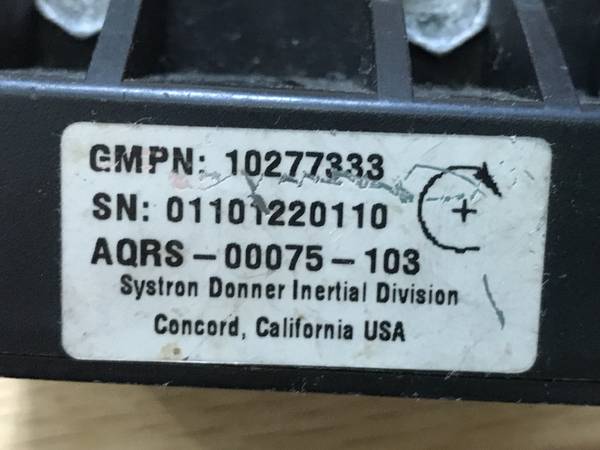 GMPN: 10277333
SN: 01101220110
AQRS-00075-103
Systron Donner Inertial Division
Concord, California USA